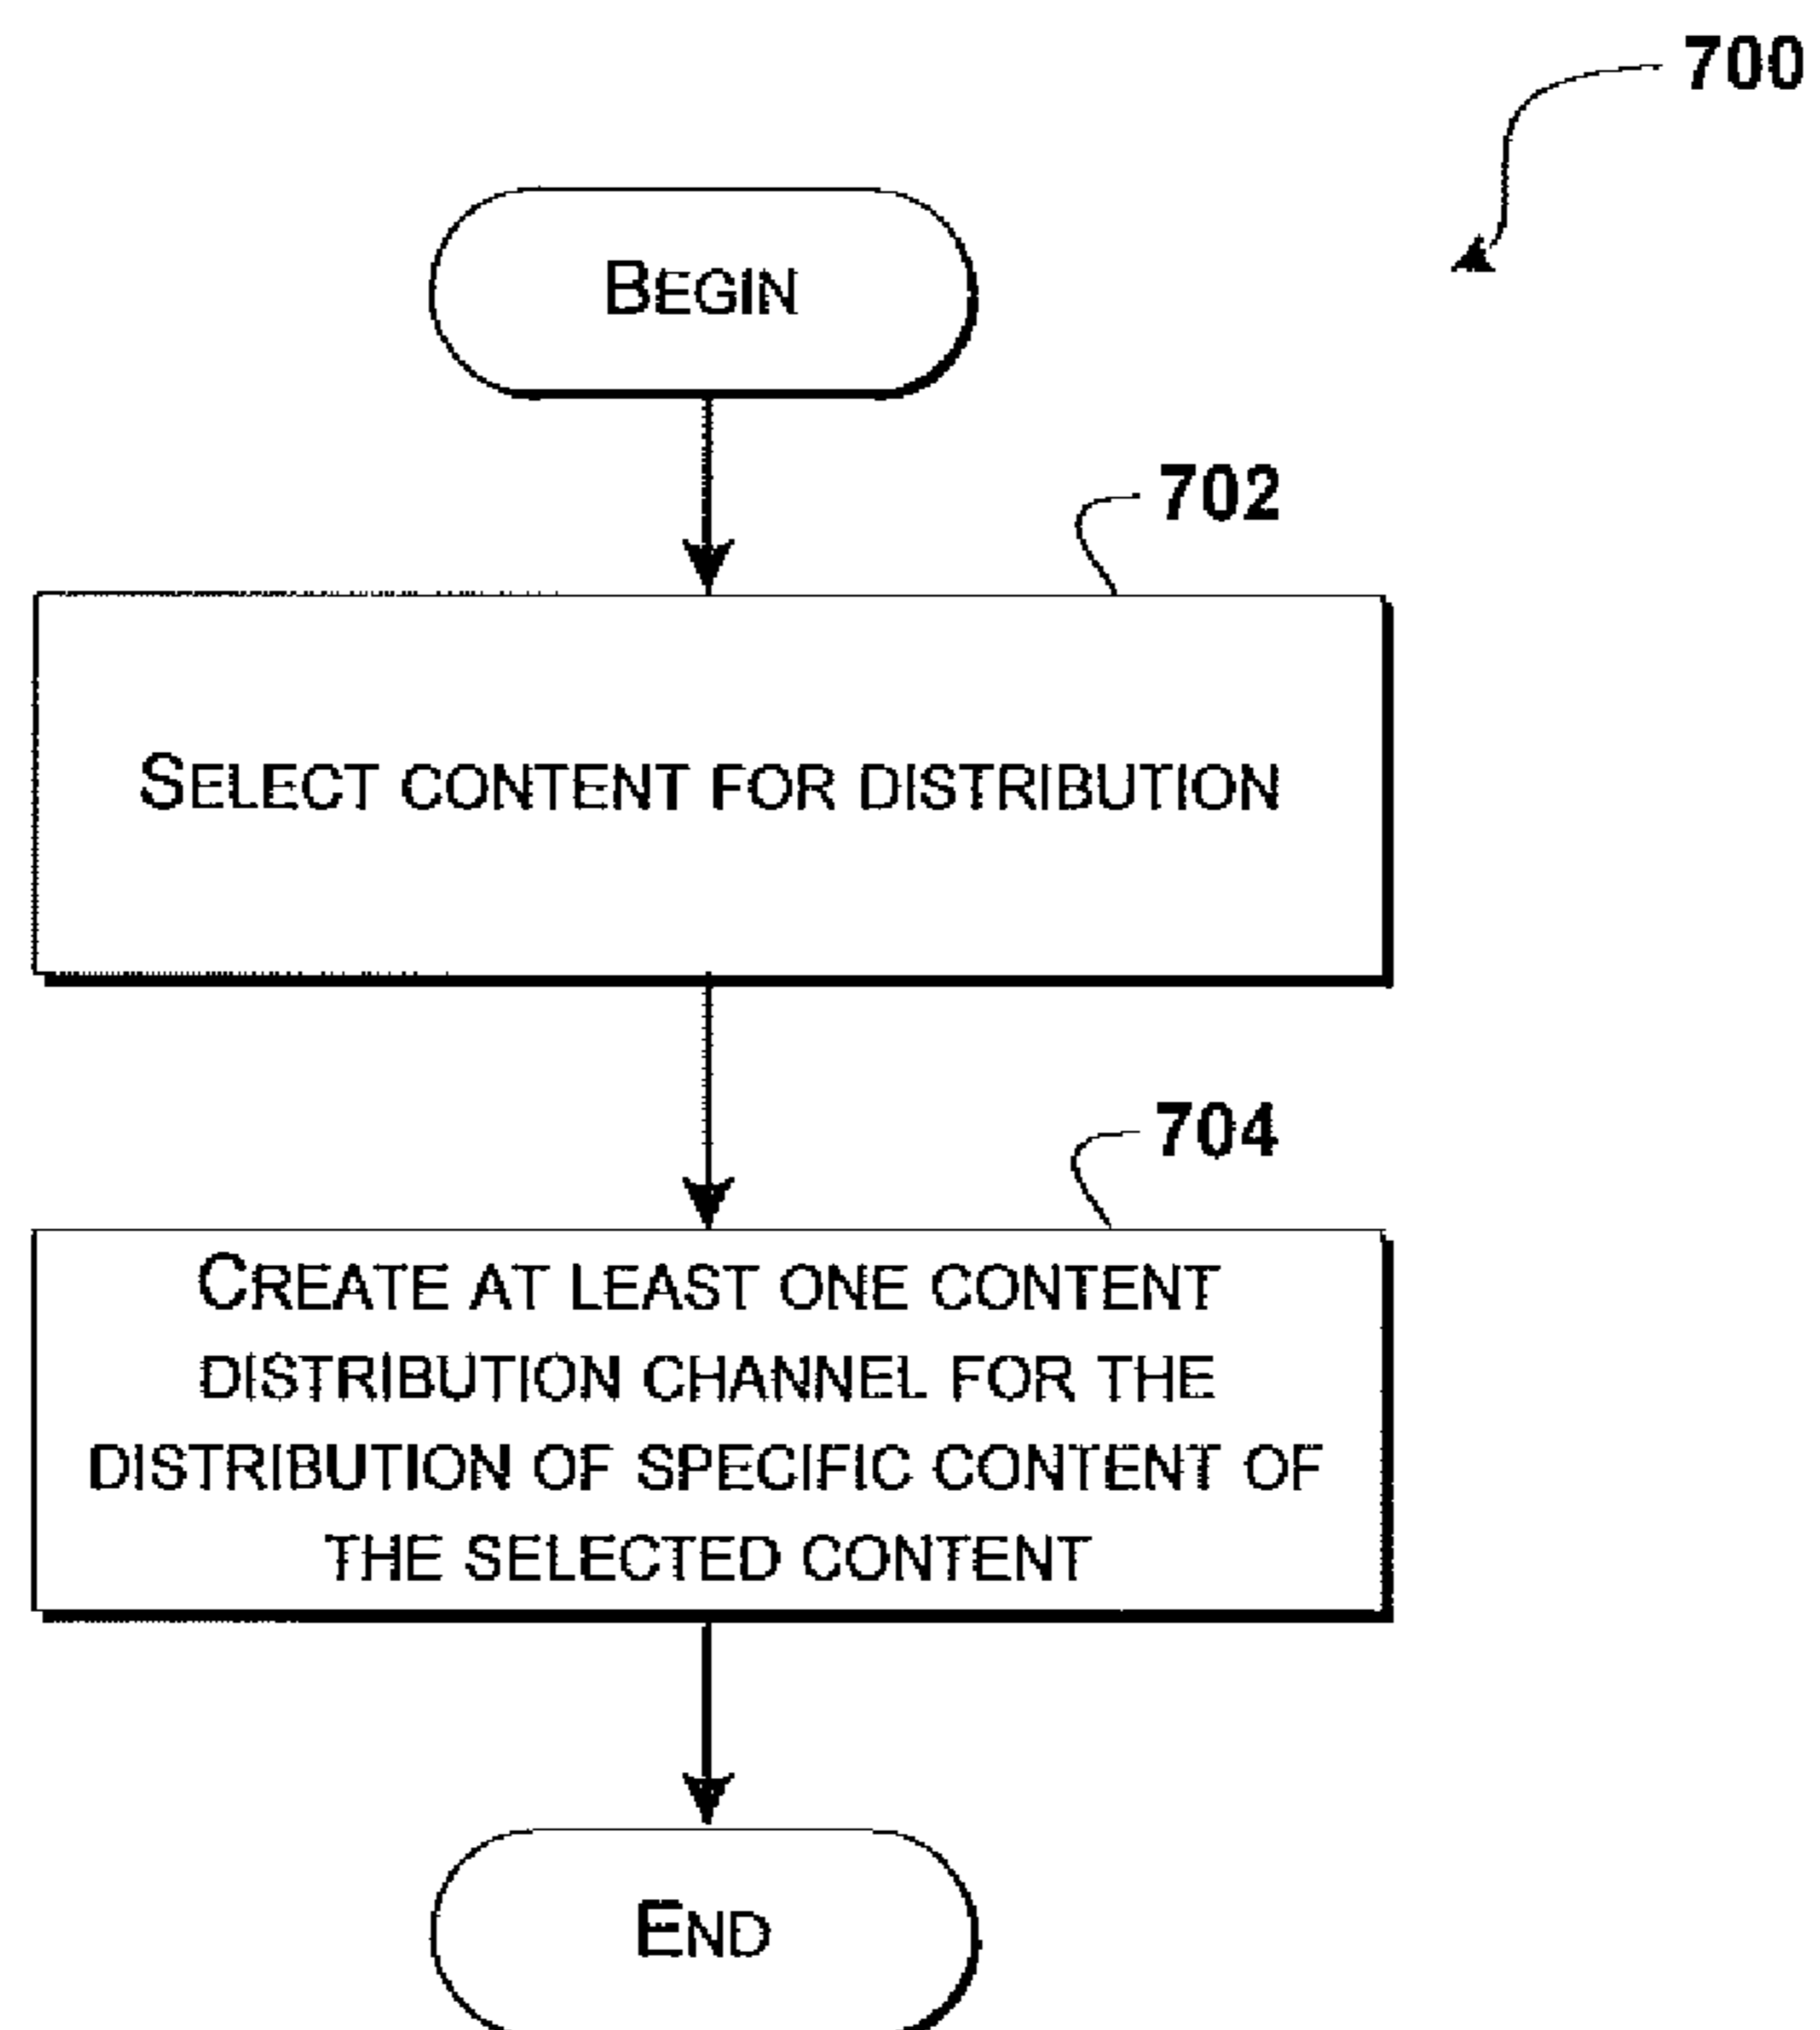 700
BEGIN
702
SELECT CONTENT FOR DISTRIBUTION
704
CREATE AT LEAST ONE CONTENT
DISTRIBUTION CHANNEL FOR THE
DISTRIBUTION OF SPECIFIC CONTENT OF
THE SELECTED CONTENT
END